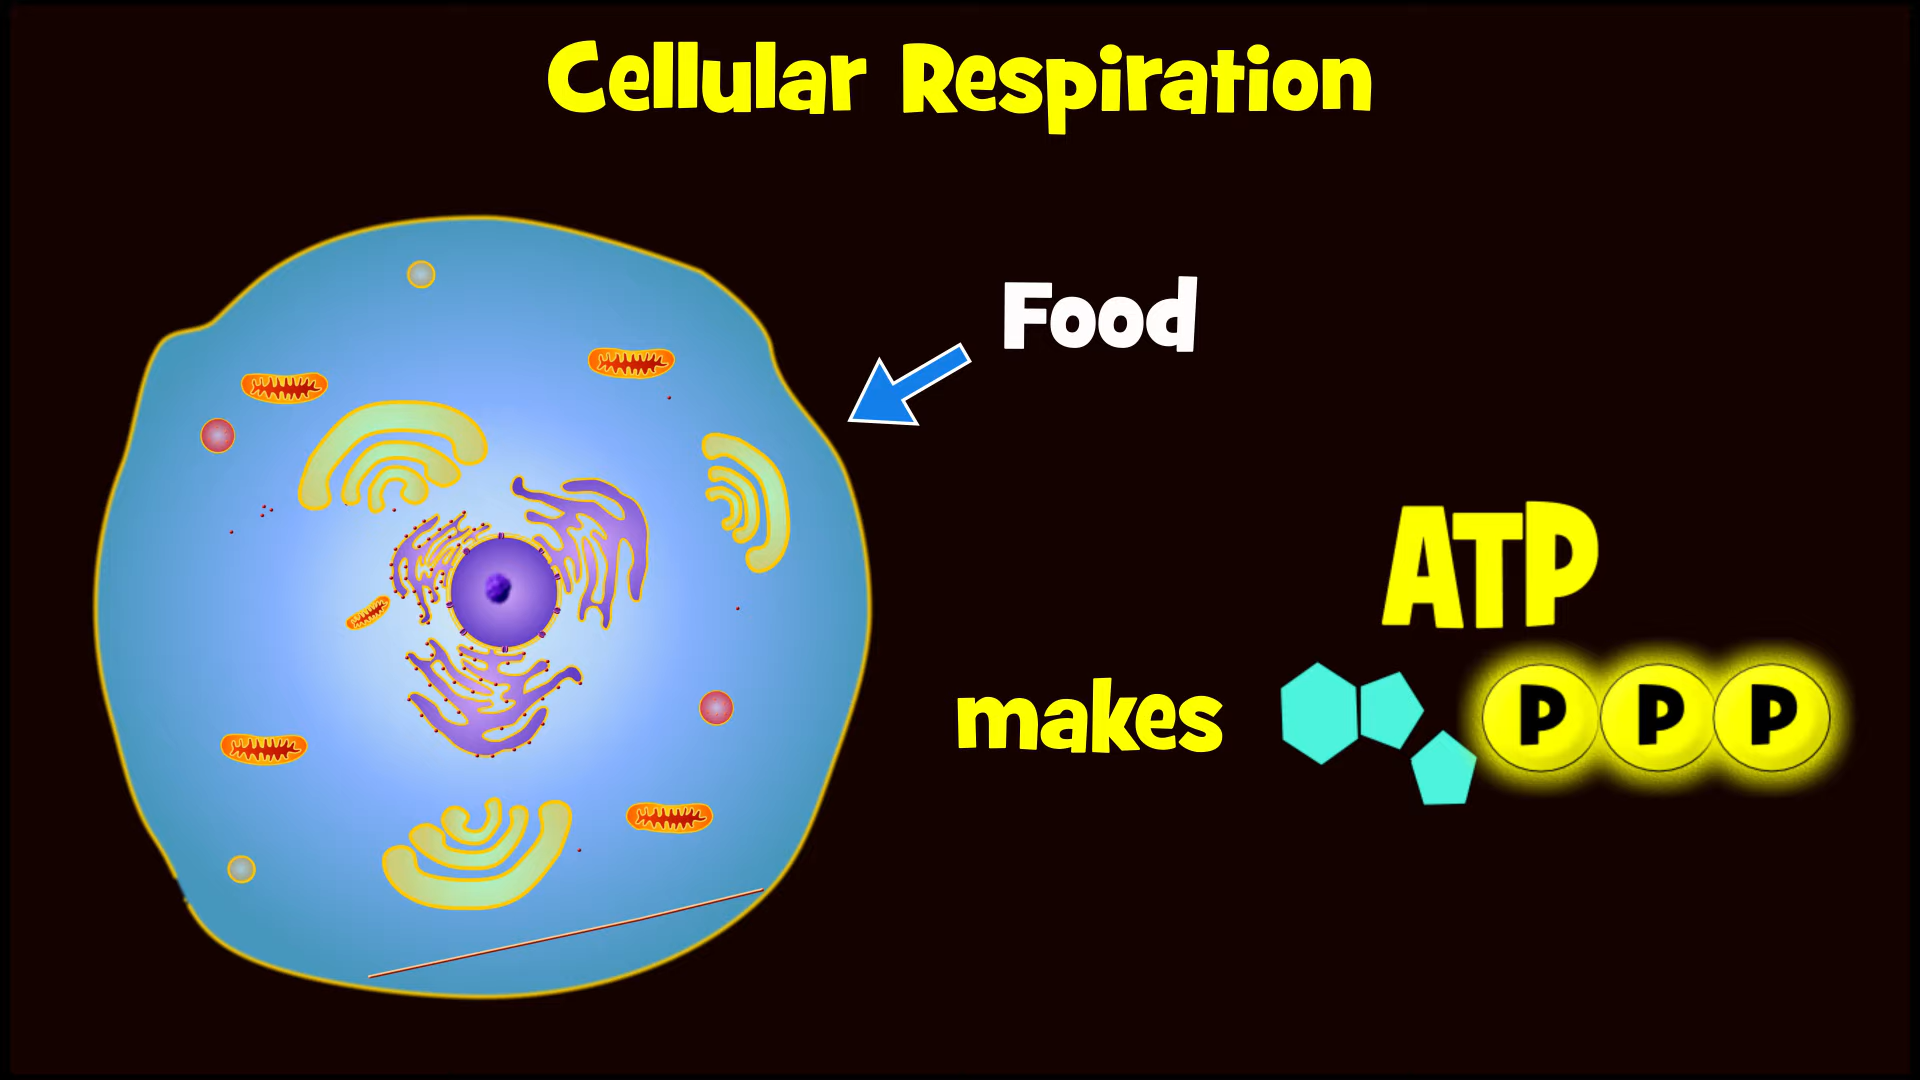 Cellular Respiration
Food
ATP
makes
P P P